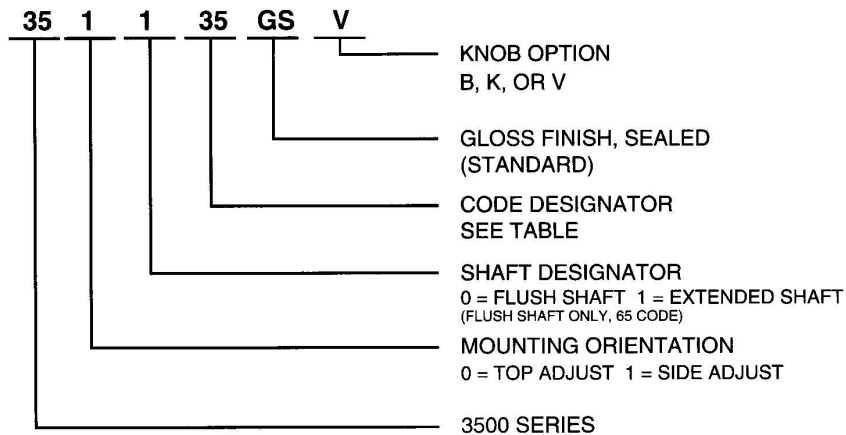 35 1 1 35 GS V
KNOB OPTION
B, K, OR V
GLOSS FINISH, SEALED
(STANDARD)
CODE DESIGNATOR
SEE TABLE
SHAFT DESIGNATOR
0 = FLUSH SHAFT 1 = EXTENDED SHAFT
(FLUSH SHAFT ONLY, 65 CODE)
MOUNTING ORIENTATION
0 = TOP ADJUST 1 = SIDE ADJUST
3500 SERIES